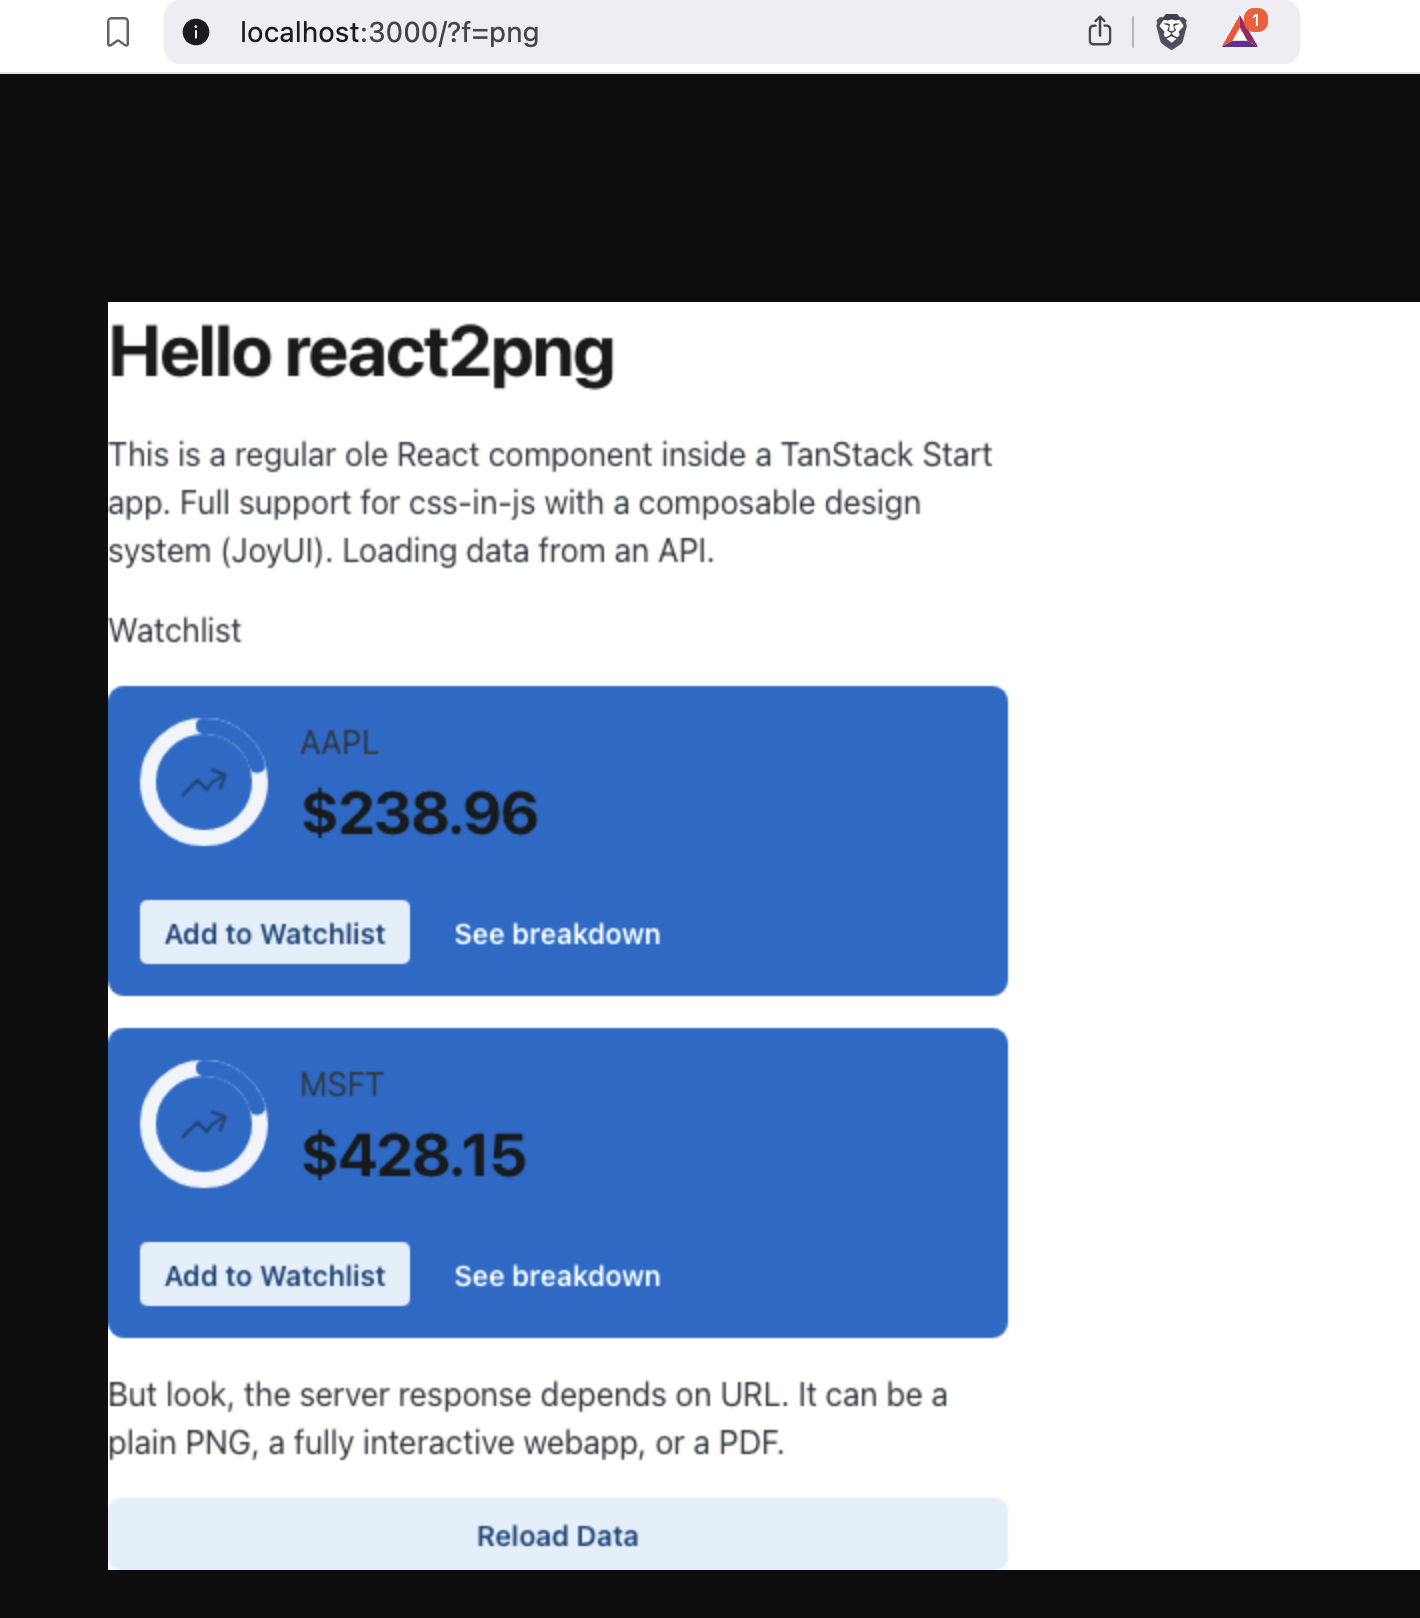 localhost:3000/?f=png
1
Hello react2png
This is a regular ole React component inside a TanStack Start
app. Full support for css-in-js with a composable design
system (JoyUI). Loading data from an API.
Watchlist
AAPL
$238.96
Add to Watchlist See breakdown
MSFT
$428.15
Add to Watchlist See breakdown
But look, the server response depends on URL. It can be a
plain PNG, a fully interactive webapp, or a PDF.
Reload Data